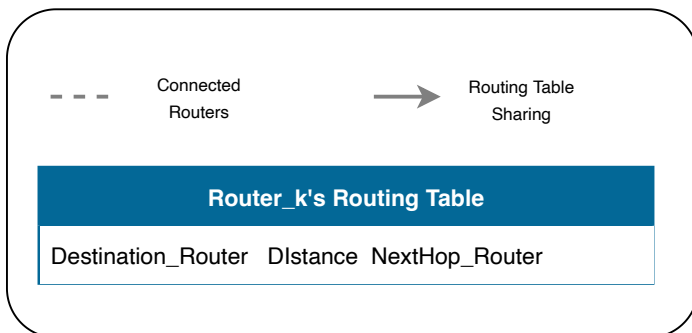 Connected
Routers
Routing Table
Sharing
Router_k's Routing Table
Destination_Router DIstance NextHop_Router